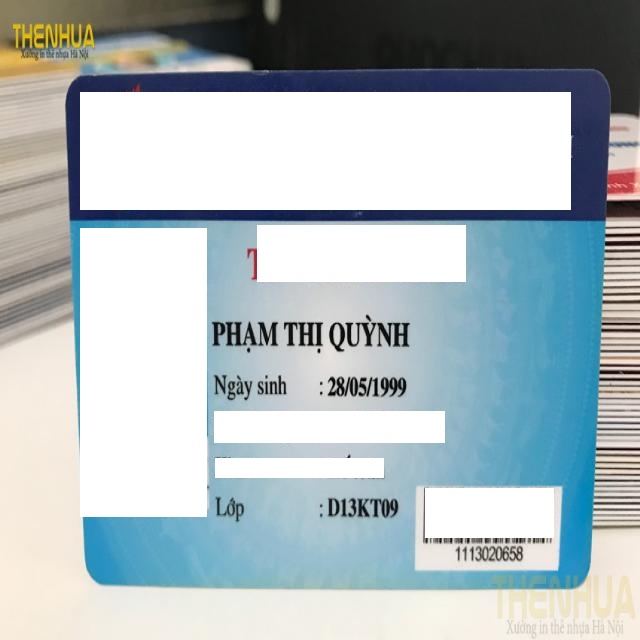 THENHUA
Xưởng in thẻ nhựa Hà Nội
PHẠM THỊ QUỲNH
Ngày sinh : 28/05/1999
Lớp : D13KT09
1113020658
THENHUA
Xưởng in thẻ nhựa Hà Nội